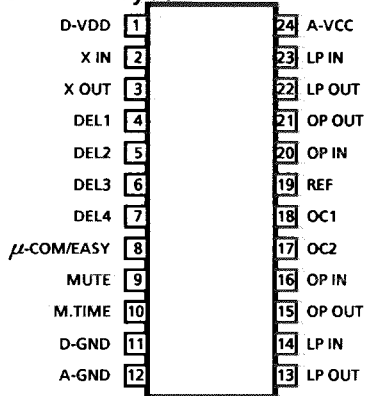 D-VDD 1 24 A-VCC
X IN 2 23 LP IN
X OUT 3 22 LP OUT
DEL1 4 21 OP OUT
DEL2 5 20 OP IN
DEL3 6 19 REF
DEL4 7 18 OC1
μ-COM/EASY 8 17 OC2
MUTE 9 16 OP IN
M.TIME 10 15 OP OUT
D-GND 11 14 LP IN
A-GND 12 13 LP OUT